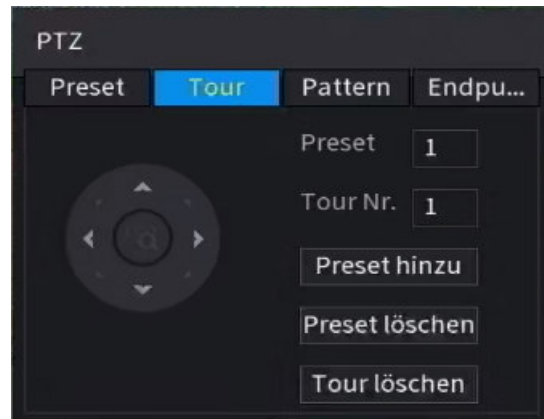 PTZ
Preset Tour Pattern Endpu...
Preset 1
Tour Nr. 1
Preset hinzu
Preset löschen
Tour löschen